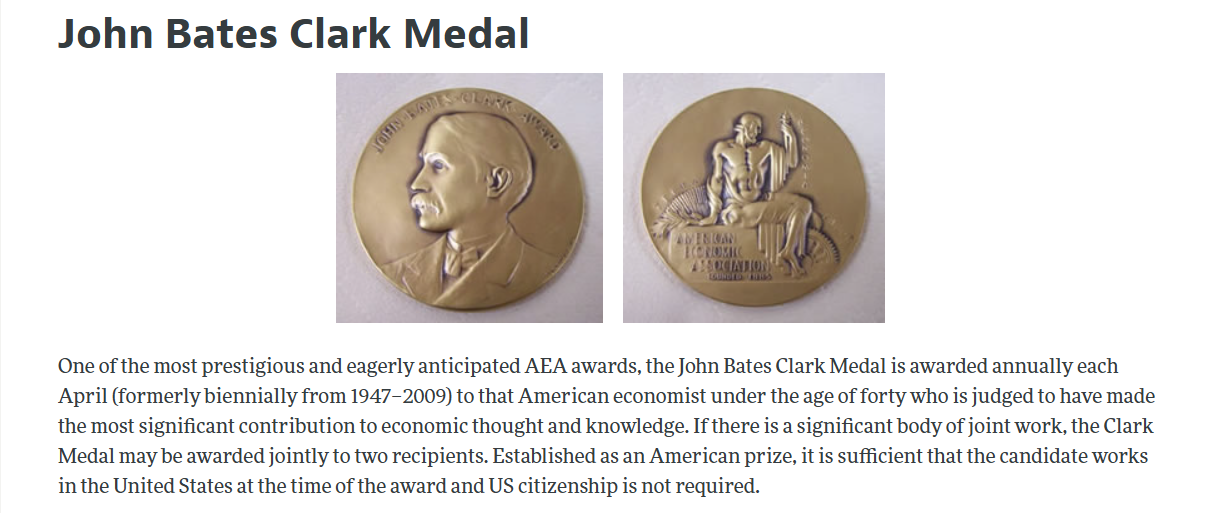 John Bates Clark Medal
JOHN BATES CLARK AWARD
AMERICAN
ECONOMIC
ASSOCIATION
FOUNDED 1885
One of the most prestigious and eagerly anticipated AEA awards, the John Bates Clark Medal is awarded annually each
April (formerly biennially from 1947–2009) to that American economist under the age of forty who is judged to have made
the most significant contribution to economic thought and knowledge. If there is a significant body of joint work, the Clark
Medal may be awarded jointly to two recipients. Established as an American prize, it is sufficient that the candidate works
in the United States at the time of the award and US citizenship is not required.